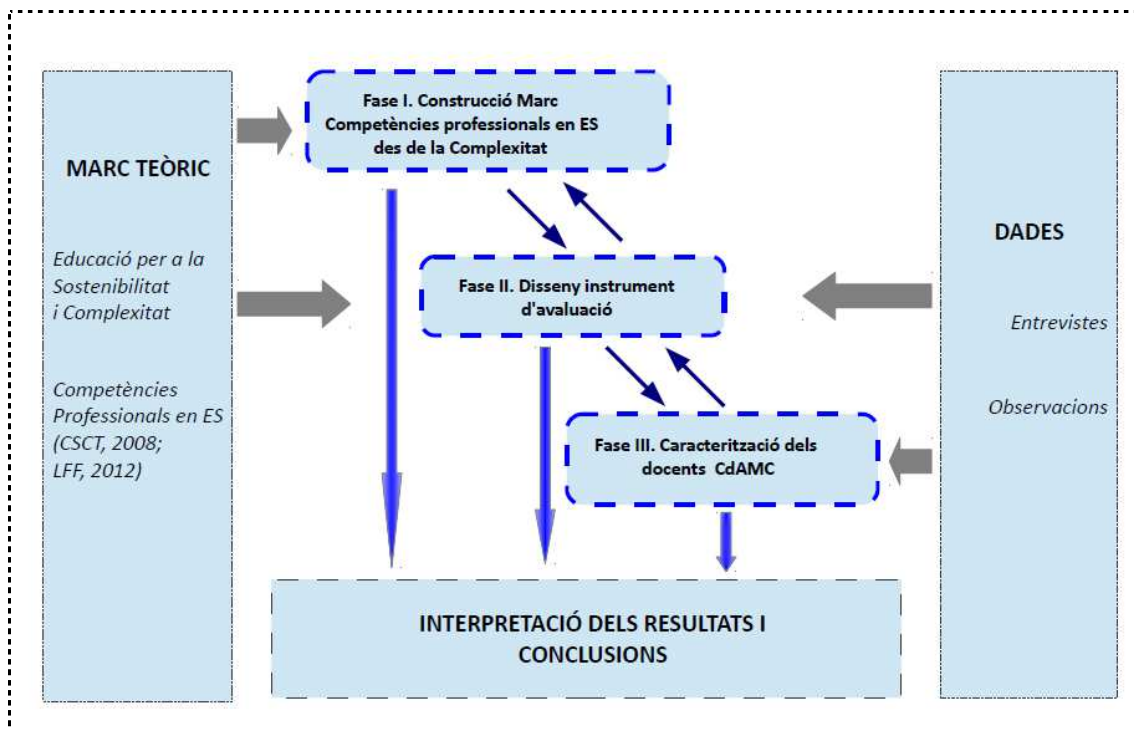 MARC TEÒRIC
Educació per a la
Sostenibilitat
i Complexitat
Competències
Professionals en ES
(CSCT, 2008;
LFF, 2012)
Fase I. Construcció Marc
Competències professionals en ES
des de la Complexitat
Fase II. Disseny instrument
d'avaluació
Fase III. Caracterització dels
docents CdAMC
INTERPRETACIÓ DELS RESULTATS I
CONCLUSIONS
DADES
Entrevistes
Observacions